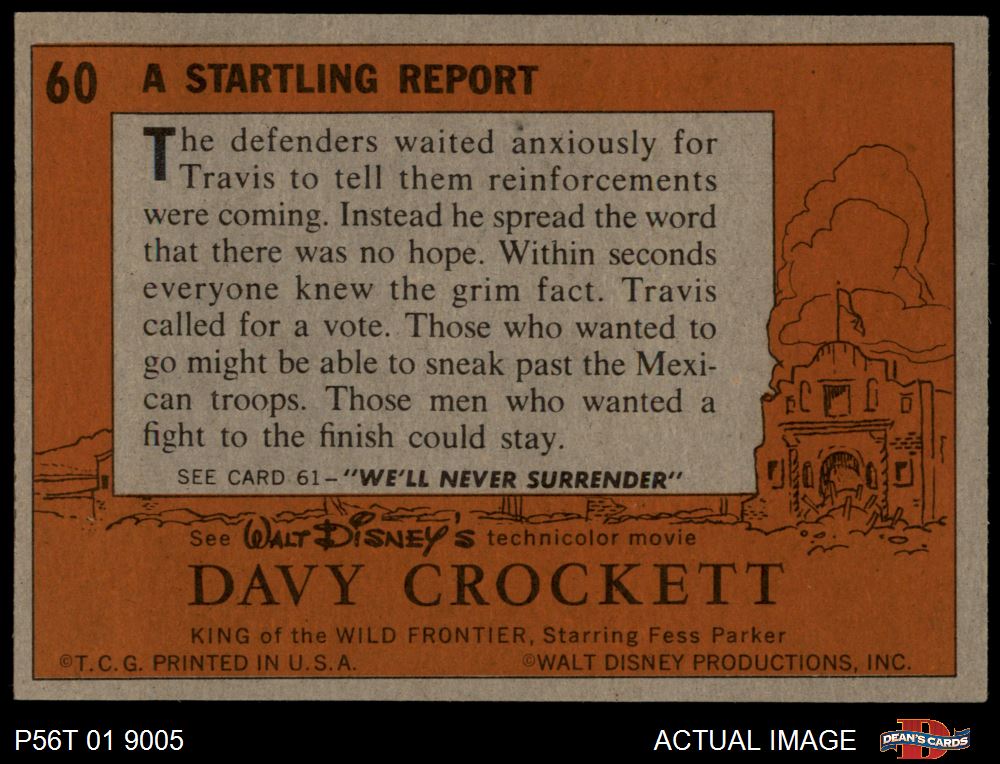 60 A STARTLING REPORT
The defenders waited anxiously for
Travis to tell them reinforcements
were coming. Instead he spread the word
that there was no hope. Within seconds
everyone knew the grim fact. Travis
called for a vote. Those who wanted to
go might be able to sneak past the Mexi-
can troops. Those men who wanted a
fight to the finish could stay.
SEE CARD 61-"WE'LL NEVER SURRENDER"
See WALT DISNEY'S technicolor movie
DAVY CROCKETT
KING of the WILD FRONTIER, Starring Fess Parker
©T.C.G. PRINTED IN U.S.A. ©WALT DISNEY PRODUCTIONS, INC.
P56T 01 9005 ACTUAL IMAGE DEAN'S CARDS